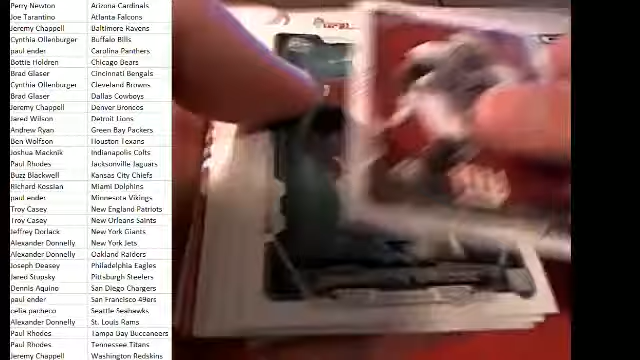 Perry Newton Arizona Cardinals
Joe Tarantino Atlanta Falcons
Jeremy Chappell Baltimore Ravens
Cynthia Ollenburger Buffalo Bills
paul ender Carolina Panthers
Bottie Holdren Chicago Bears
Brad Glaser Cincinnati Bengals
Cynthia Ollenburger Cleveland Browns
Brad Glaser Dallas Cowboys
Jeremy Chappell Denver Broncos
Jared Wilson Detroit Lions
Andrew Ryan Green Bay Packers
Ben Wolfson Houston Texans
Joshua Macknik Indianapolis Colts
Paul Rhodes Jacksonville Jaguars
Buzz Blackwell Kansas City Chiefs
Richard Kossian Miami Dolphins
paul ender Minnesota Vikings
Troy Casey New England Patriots
Troy Casey New Orleans Saints
Jeffrey Dorlack New York Giants
Alexander Donnelly New York Jets
Alexander Donnelly Oakland Raiders
Joseph Deasey Philadelphia Eagles
Jared Stupsky Pittsburgh Steelers
Dennis Aquino San Diego Chargers
paul ender San Francisco 49ers
celia pacheco Seattle Seahawks
Alexander Donnelly St. Louis Rams
Paul Rhodes Tampa Bay Buccaneers
Paul Rhodes Tennessee Titans
Jeremy Chappell Washington Redskins